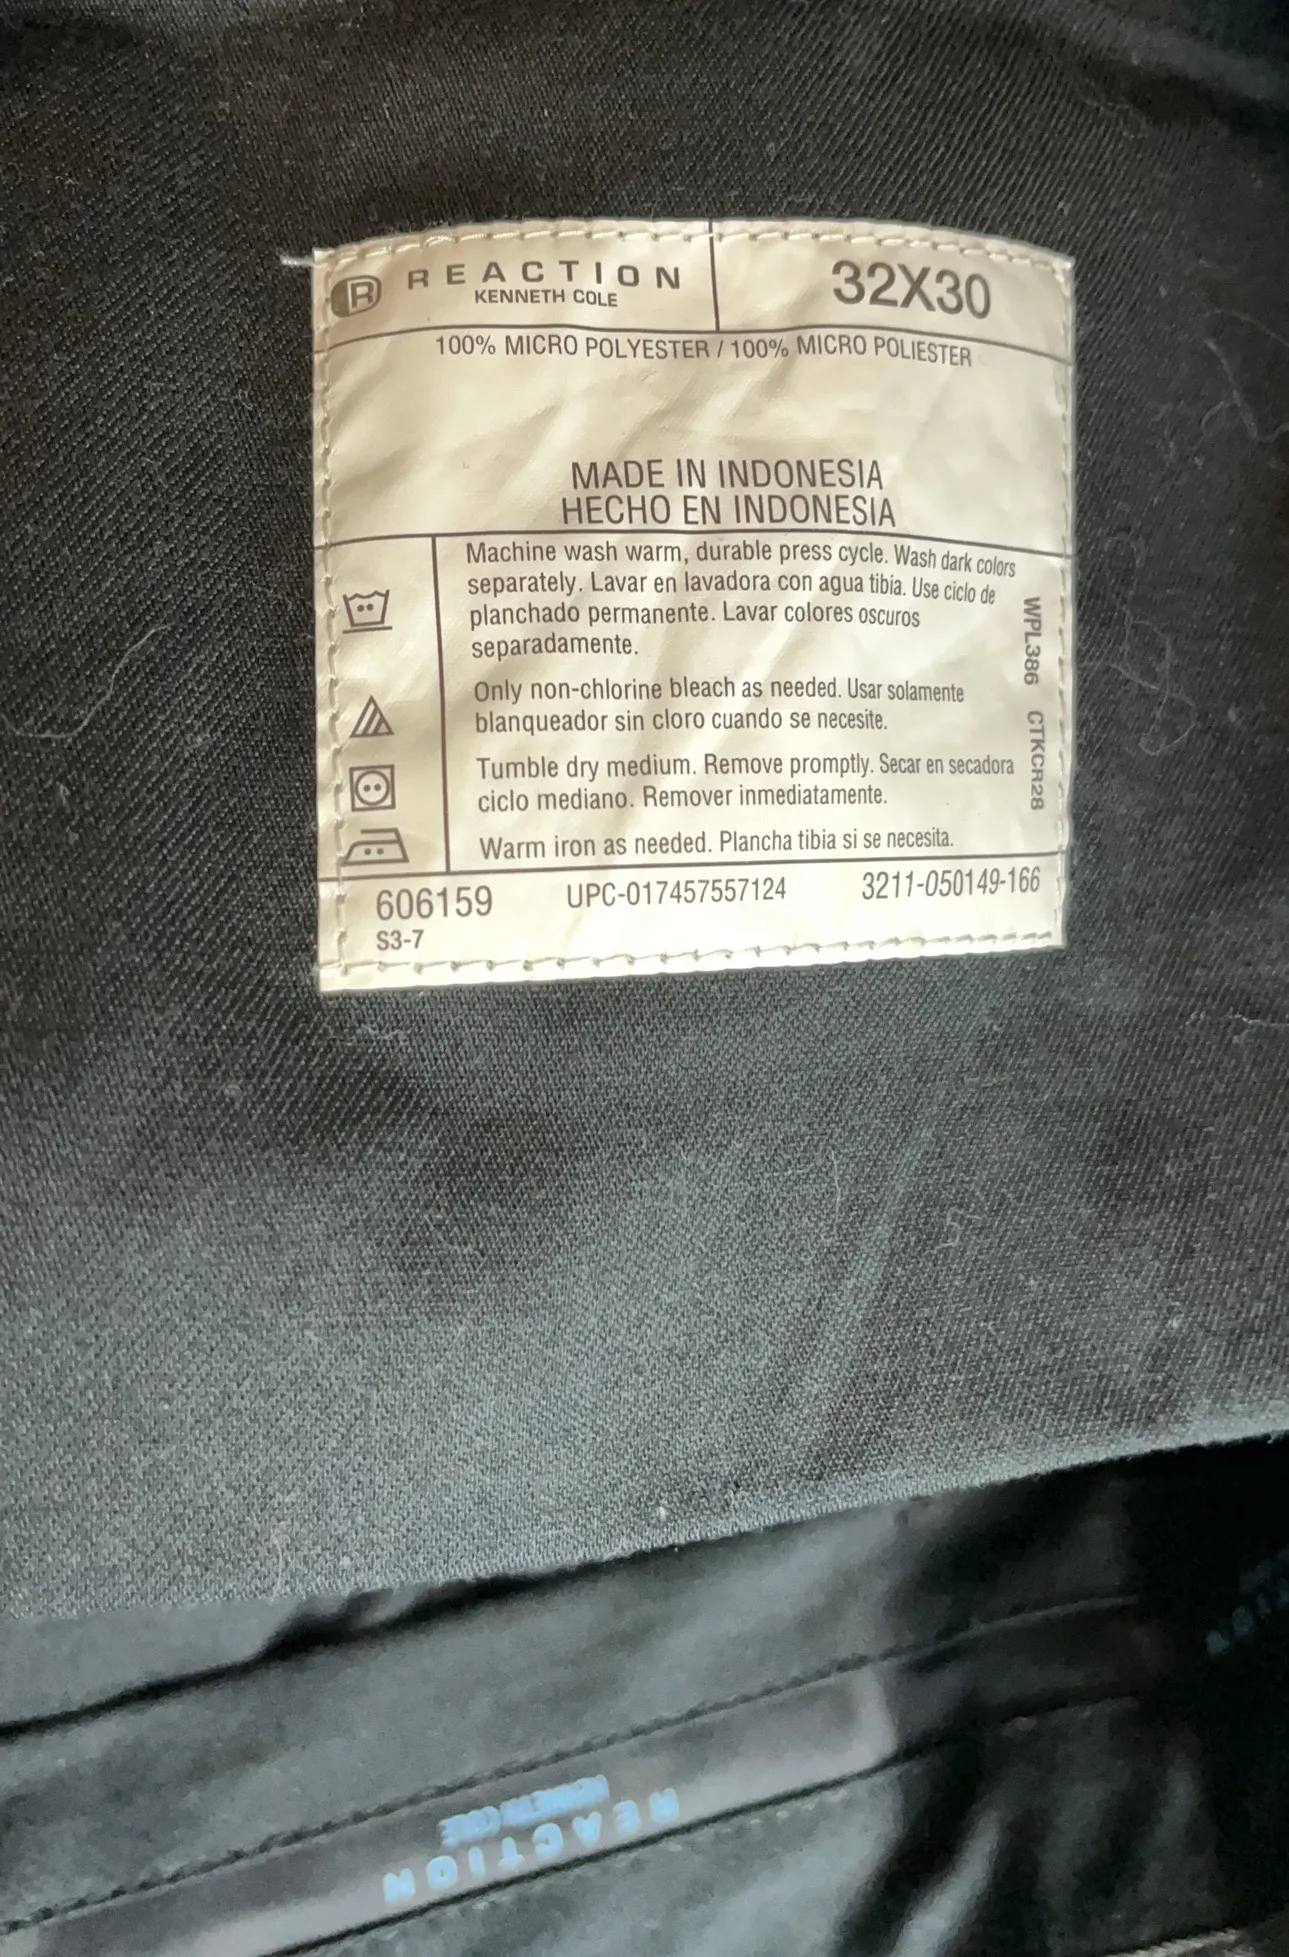 R REACTION
KENNETH COLE
32X30
100% MICRO POLYESTER / 100% MICRO POLIESTER
MADE IN INDONESIA
HECHO EN INDONESIA
Machine wash warm, durable press cycle. Wash dark colors
separately. Lavar en lavadora con agua tibia. Use ciclo de
planchado permanente. Lavar colores oscuros
separadamente.
Only non-chlorine bleach as needed. Usar solamente
blanqueador sin cloro cuando se necesite.
Tumble dry medium. Remove promptly. Secar en secadora
ciclo mediano. Remover inmediatamente.
Warm iron as needed. Plancha tibia si se necesita.
WPL386 CTKCR28
606159 UPC-017457557124 3211-050149-166
S3-7
REACTION
KENNETH COLE